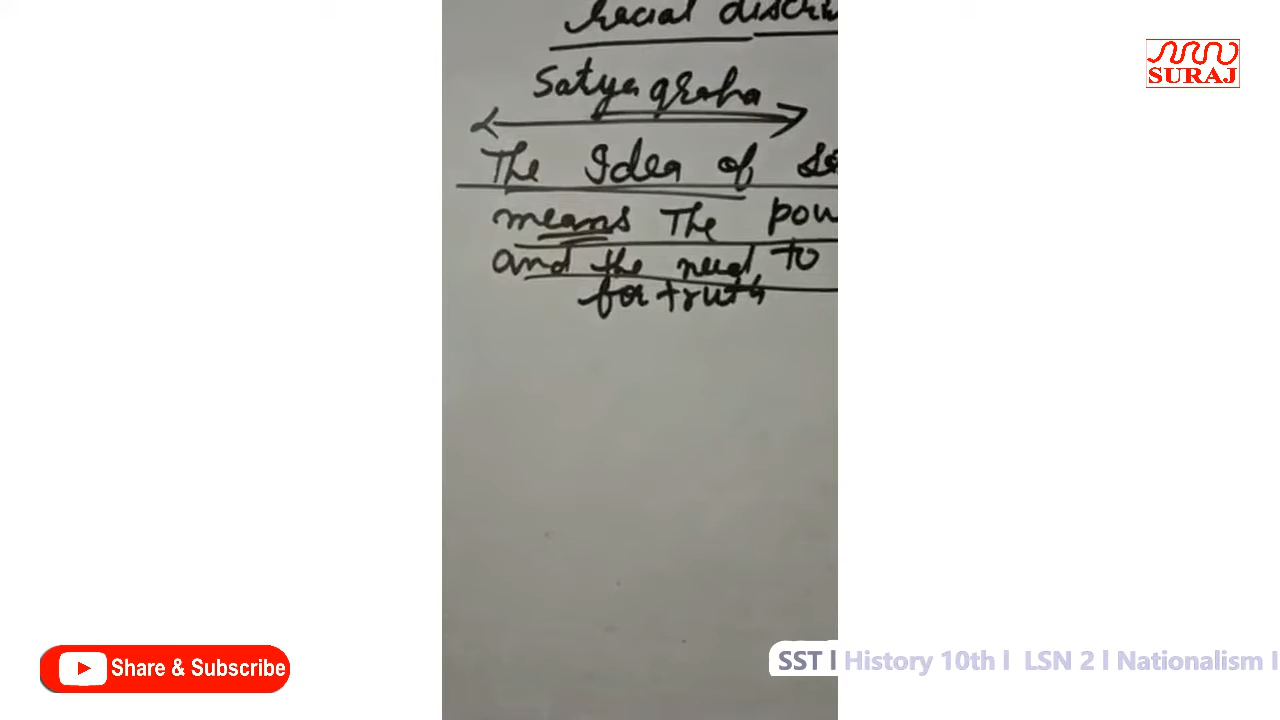 racial
SURAJ
Satyagraha
The Idea of
means The
and the need to
for truth
Share & Subscribe
SST l History 10th l LSN 2 l Nationalism I